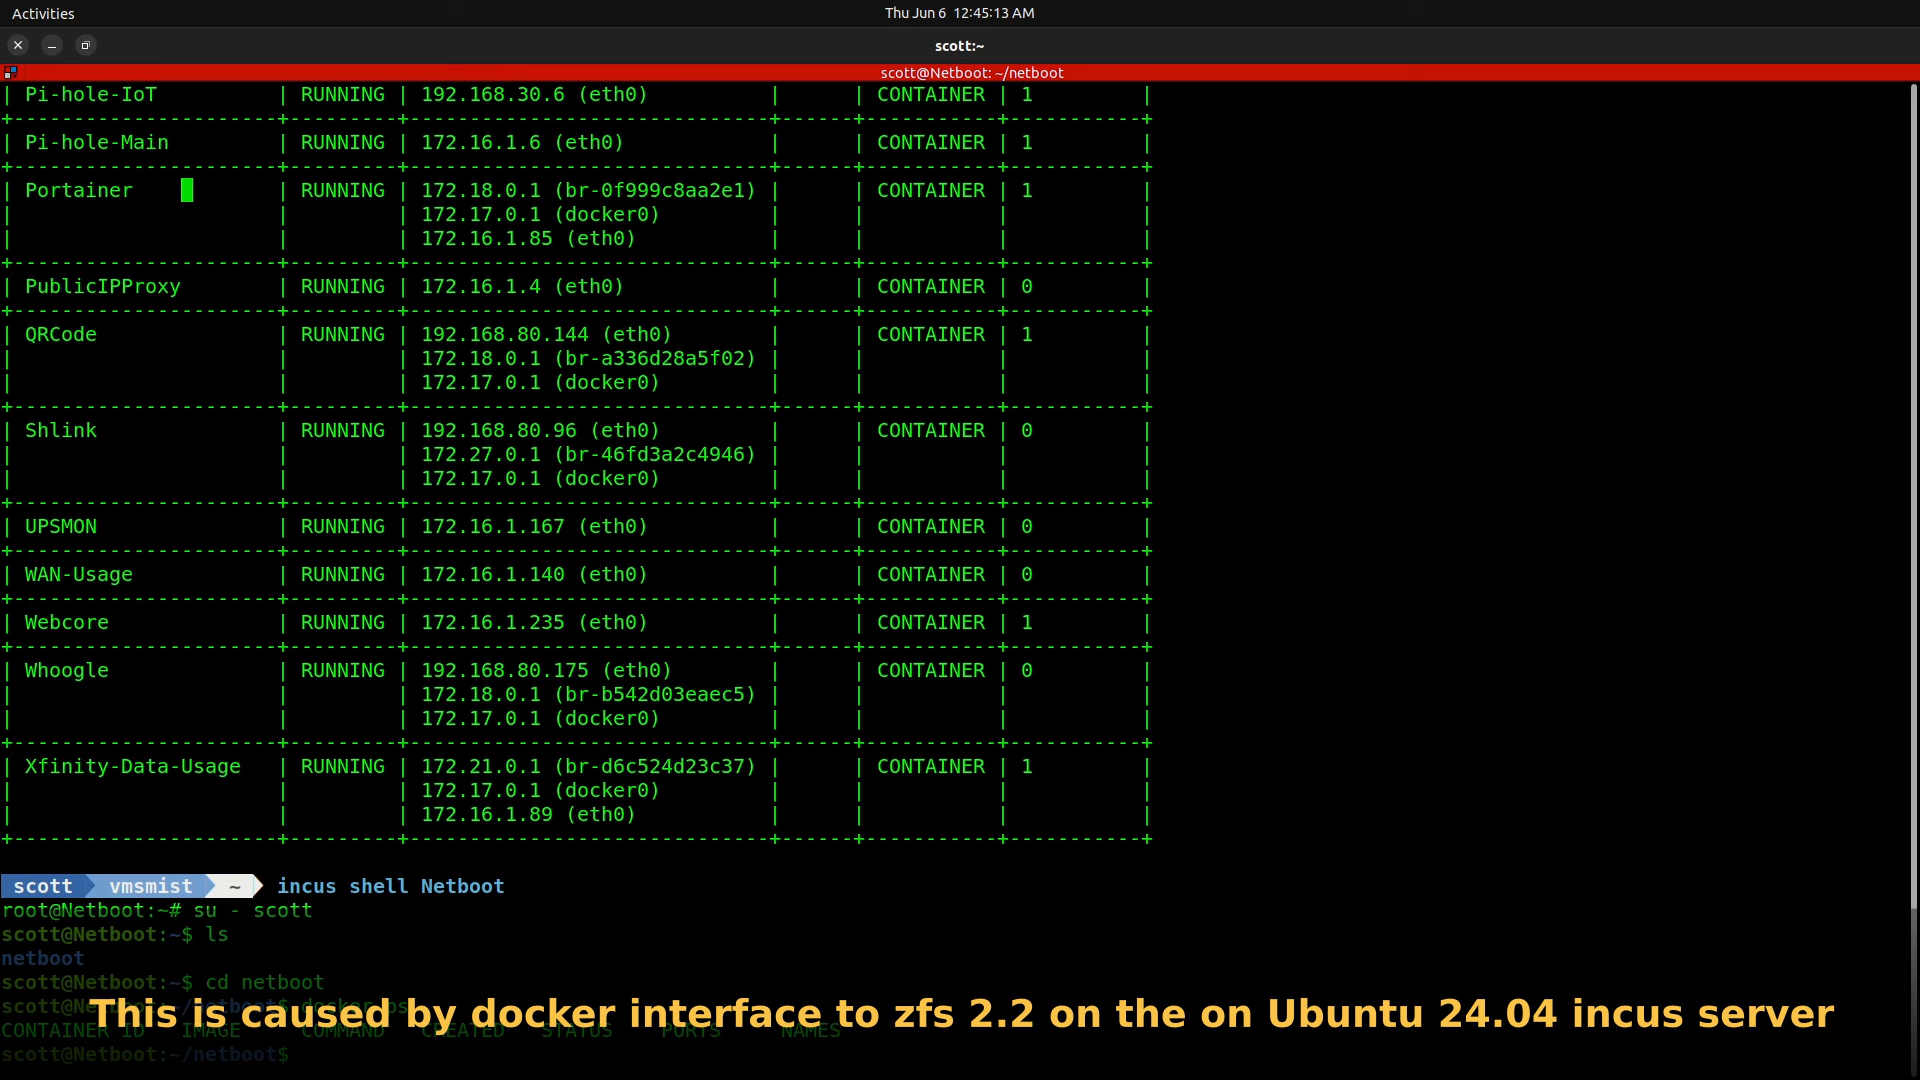 Activities
Thu Jun 6 12:45:13 AM
scott:~
scott@Netboot: ~/netboot
| Pi-hole-IoT          | RUNNING | 192.168.30.6 (eth0)          |      | CONTAINER | 1         |
+----------------------+---------+------------------------------+------+-----------+-----------+
| Pi-hole-Main         | RUNNING | 172.16.1.6 (eth0)            |      | CONTAINER | 1         |
+----------------------+---------+------------------------------+------+-----------+-----------+
| Portainer            | RUNNING | 172.18.0.1 (br-0f999c8aa2e1) |      | CONTAINER | 1         |
|                      |         | 172.17.0.1 (docker0)         |      |           |           |
|                      |         | 172.16.1.85 (eth0)           |      |           |           |
+----------------------+---------+------------------------------+------+-----------+-----------+
| PublicIPProxy        | RUNNING | 172.16.1.4 (eth0)            |      | CONTAINER | 0         |
+----------------------+---------+------------------------------+------+-----------+-----------+
| QRCode               | RUNNING | 192.168.80.144 (eth0)        |      | CONTAINER | 1         |
|                      |         | 172.18.0.1 (br-a336d28a5f02) |      |           |           |
|                      |         | 172.17.0.1 (docker0)         |      |           |           |
+----------------------+---------+------------------------------+------+-----------+-----------+
| Shlink               | RUNNING | 192.168.80.96 (eth0)         |      | CONTAINER | 0         |
|                      |         | 172.27.0.1 (br-46fd3a2c4946) |      |           |           |
|                      |         | 172.17.0.1 (docker0)         |      |           |           |
+----------------------+---------+------------------------------+------+-----------+-----------+
| UPSMON               | RUNNING | 172.16.1.167 (eth0)          |      | CONTAINER | 0         |
+----------------------+---------+------------------------------+------+-----------+-----------+
| WAN-Usage            | RUNNING | 172.16.1.140 (eth0)          |      | CONTAINER | 0         |
+----------------------+---------+------------------------------+------+-----------+-----------+
| Webcore              | RUNNING | 172.16.1.235 (eth0)          |      | CONTAINER | 1         |
+----------------------+---------+------------------------------+------+-----------+-----------+
| Whoogle              | RUNNING | 192.168.80.175 (eth0)        |      | CONTAINER | 0         |
|                      |         | 172.18.0.1 (br-b542d03eaec5) |      |           |           |
|                      |         | 172.17.0.1 (docker0)         |      |           |           |
+----------------------+---------+------------------------------+------+-----------+-----------+
| Xfinity-Data-Usage   | RUNNING | 172.21.0.1 (br-d6c524d23c37) |      | CONTAINER | 1         |
|                      |         | 172.17.0.1 (docker0)         |      |           |           |
|                      |         | 172.16.1.89 (eth0)           |      |           |           |
+----------------------+---------+------------------------------+------+-----------+-----------+
scott vmsmist ~ incus shell Netboot
root@Netboot:~# su - scott
scott@Netboot:~$ ls
netboot
scott@Netboot:~$ cd netboot
scott@Netboot:~/netboot$ docker ps
This is caused by docker interface to zfs 2.2 on the on Ubuntu 24.04 incus server
CONTAINER ID   IMAGE     COMMAND   CREATED   STATUS    PORTS     NAMES
scott@Netboot:~/netboot$